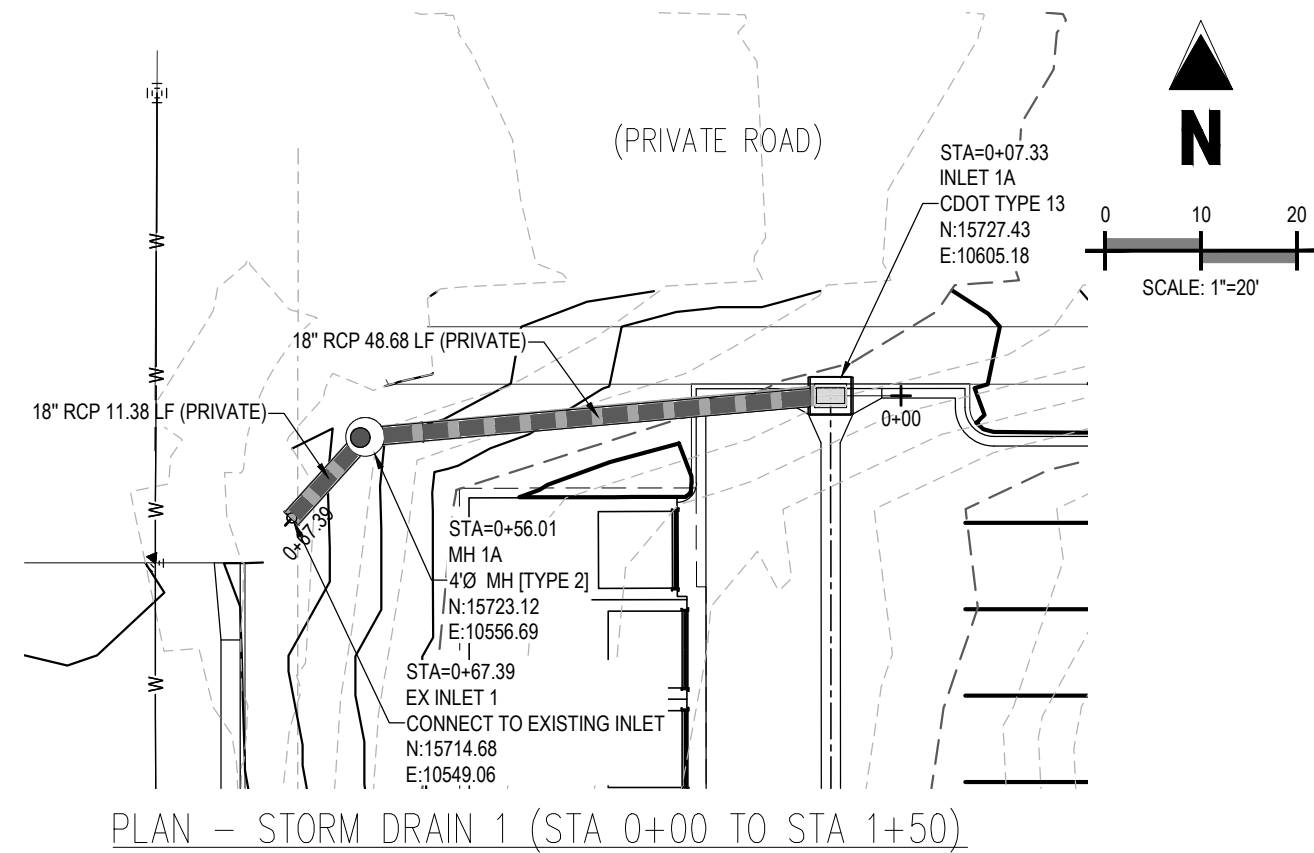 (PRIVATE ROAD)
N
STA=0+07.33
INLET 1A
CDOT TYPE 13
N:15727.43
E:10605.18
0 10 20
SCALE: 1"=20'
18" RCP 48.68 LF (PRIVATE)
18" RCP 11.38 LF (PRIVATE)
0+00
0+67.39
STA=0+56.01
MH 1A
4'Ø MH [TYPE 2]
N:15723.12
E:10556.69
STA=0+67.39
EX INLET 1
CONNECT TO EXISTING INLET
N:15714.68
E:10549.06
W
W
W
W
PLAN - STORM DRAIN 1 (STA 0+00 TO STA 1+50)